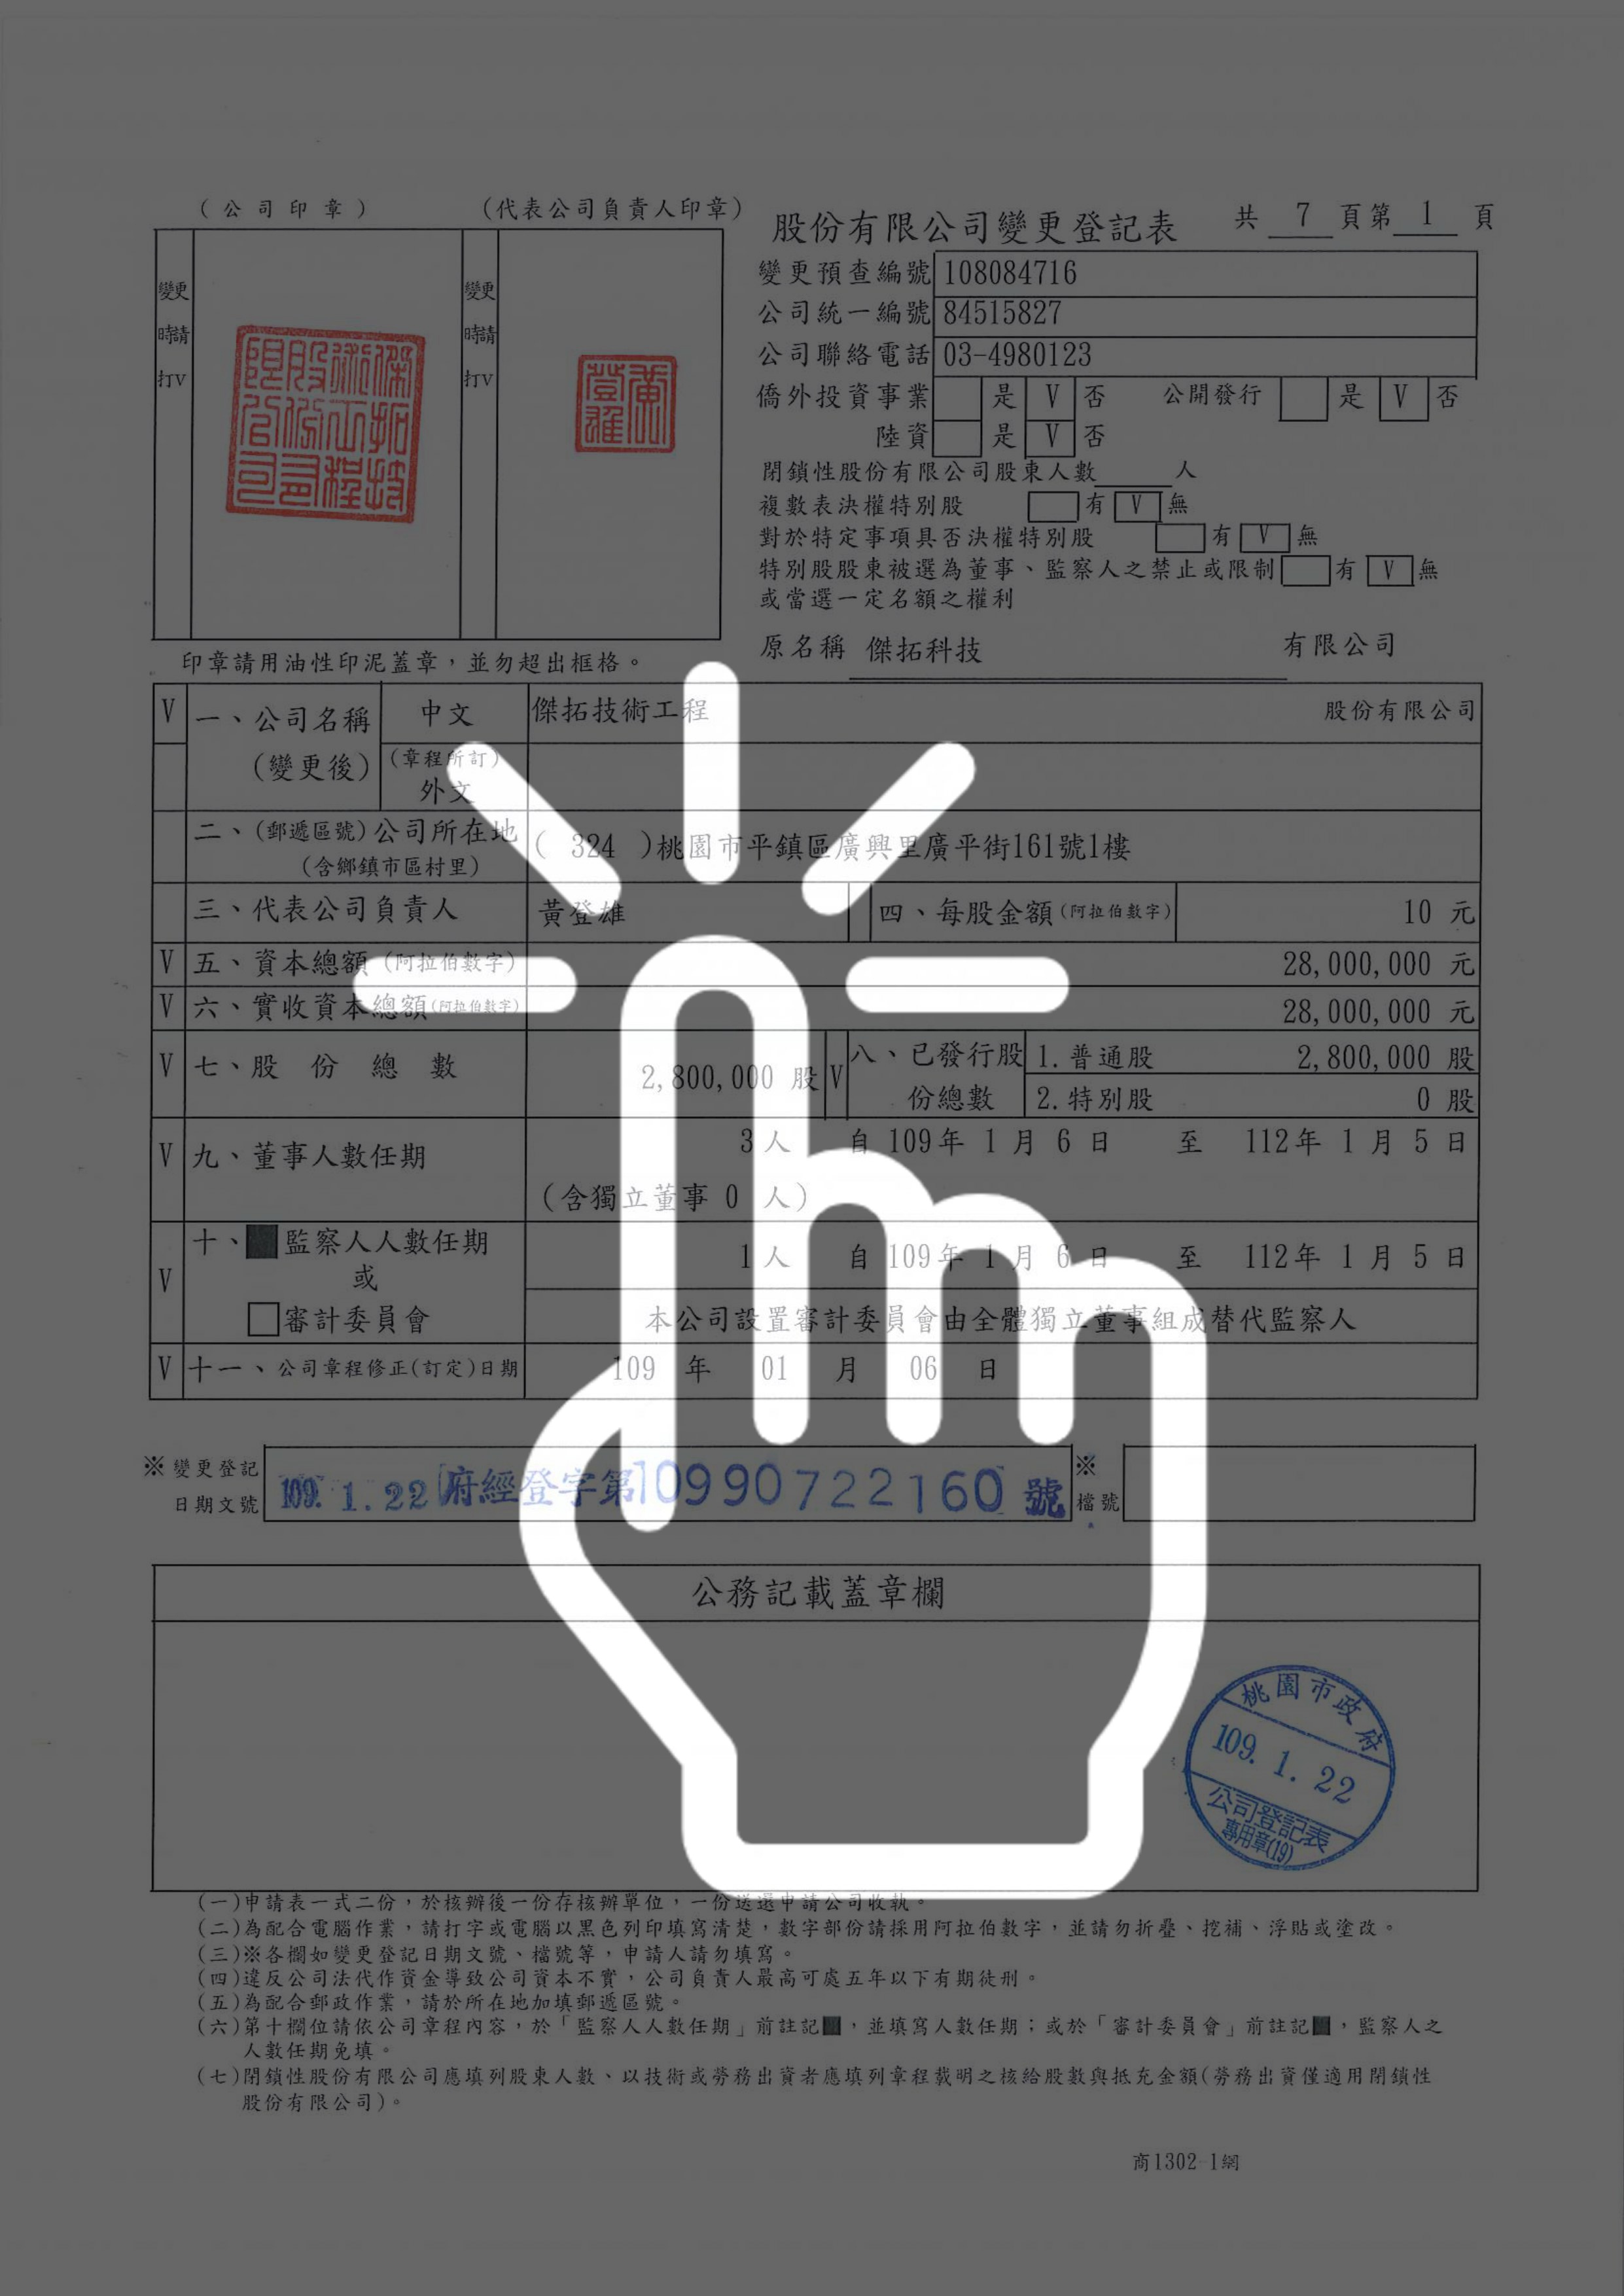 (公司印章) (代表公司負責人印章)
股份有限公司變更登記表 共 7 頁第 1 頁
變更時請打V
變更時請打V
傑拓技術工程股份有限公司
黃登雄
變更預查編號 108084716
公司統一編號 84515827
公司聯絡電話 03-4980123
僑外投資事業 是 V 否 公開發行 是 V 否
陸資 是 V 否
閉鎖性股份有限公司股東人數 人
複數表決權特別股 有 V 無
對於特定事項具否決權特別股 有 V 無
特別股股東被選為董事、監察人之禁止或限制 有 V 無
或當選一定名額之權利
印章請用油性印泥蓋章,並勿超出框格。
原名稱 傑拓科技 有限公司
V 一、公司名稱 中文 傑拓技術工程 股份有限公司
(變更後) (章程所訂)
外文
二、(郵遞區號)公司所在地 ( 324 )桃園市平鎮區廣興里廣平街161號1樓
(含鄉鎮市區村里)
三、代表公司負責人 黃登雄 四、每股金額(阿拉伯數字) 10 元
V 五、資本總額(阿拉伯數字) 28,000,000 元
V 六、實收資本總額(阿拉伯數字) 28,000,000 元
V 七、股份總數 2,800,000 股 V 八、已發行股 1.普通股 2,800,000 股
份總數 2.特別股 0 股
V 九、董事人數任期 3 人 自 109年 1 月 6 日 至 112年 1 月 5 日
(含獨立董事 0 人)
V 十、■監察人人數任期 1 人 自 109年 1 月 6 日 至 112年 1 月 5 日
或
□審計委員會 本公司設置審計委員會由全體獨立董事組成替代監察人
V 十一、公司章程修正(訂定)日期 109 年 01 月 06 日
※變更登記日期文號 109. 1. 22 府經登字第10990722160號 ※檔號
公務記載蓋章欄
桃園市政府
109. 1. 22
公司登記表
專用章(19)
(一)申請表一式二份,於核辦後一份存核辦單位,一份送還申請公司收執。
(二)為配合電腦作業,請打字或電腦以黑色列印填寫清楚,數字部份請採用阿拉伯數字,並請勿折疊、挖補、浮貼或塗改。
(三)※各欄如變更登記日期文號、檔號等,申請人請勿填寫。
(四)違反公司法代作資金導致公司資本不實,公司負責人最高可處五年以下有期徒刑。
(五)為配合郵政作業,請於所在地加填郵遞區號。
(六)第十欄位請依公司章程內容,於「監察人人數任期」前註記■,並填寫人數任期;或於「審計委員會」前註記■,監察人之
人數任期免填。
(七)閉鎖性股份有限公司應填列股東人數、以技術或勞務出資者應填列章程載明之核給股數與抵充金額(勞務出資僅適用閉鎖性
股份有限公司)。
商1302-1網